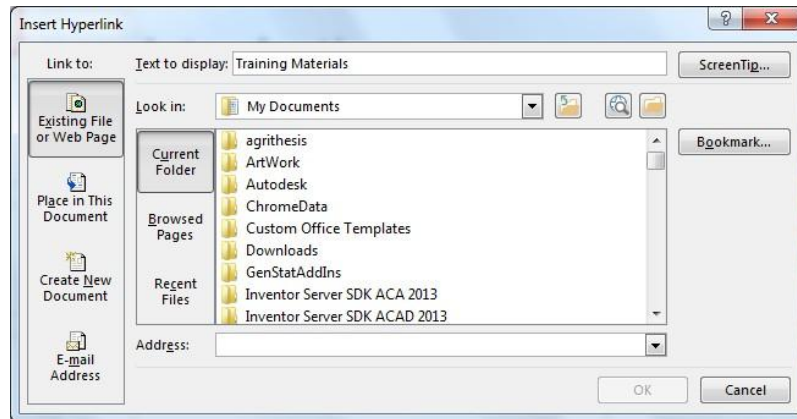 Insert Hyperlink
Link to:
Text to display: Training Materials
ScreenTip...
Existing File
or Web Page
Look in: My Documents
Bookmark...
Current
Folder
Browsed
Pages
Recent
Files
agrithesis
ArtWork
Autodesk
ChromeData
Custom Office Templates
Downloads
GenStatAddIns
Inventor Server SDK ACA 2013
Inventor Server SDK ACAD 2013
Place in This
Document
Create New
Document
E-mail
Address
Address:
OK
Cancel